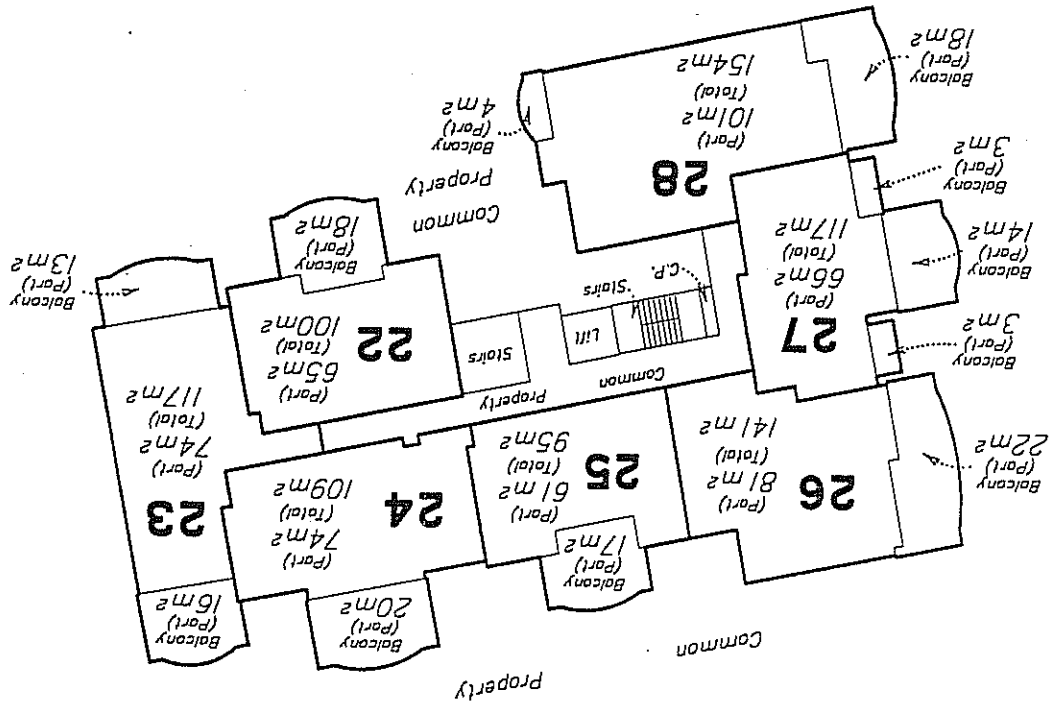 Common
Property
Balcony
(Part)
17m²
Balcony
(Part)
20m²
Balcony
(Part)
16m²
Balcony
(Part)
22m²
26
(Part)
81m²
(Total)
141m²
25
(Part)
61m²
(Total)
95m²
24
(Part)
74m²
(Total)
109m²
23
(Part)
74m²
(Total)
117m²
Common
Property
Balcony
(Part)
3m²
27
(Part)
66m²
(Total)
117m²
Lift
Stairs
C.P.
Stairs
22
(Part)
65m²
(Total)
100m²
Balcony
(Part)
14m²
Balcony
(Part)
18m²
Balcony
(Part)
13m²
Balcony
(Part)
3m²
Common
Property
28
(Part)
101m²
(Total)
154m²
Balcony
(Part)
4m²
Balcony
(Part)
18m²